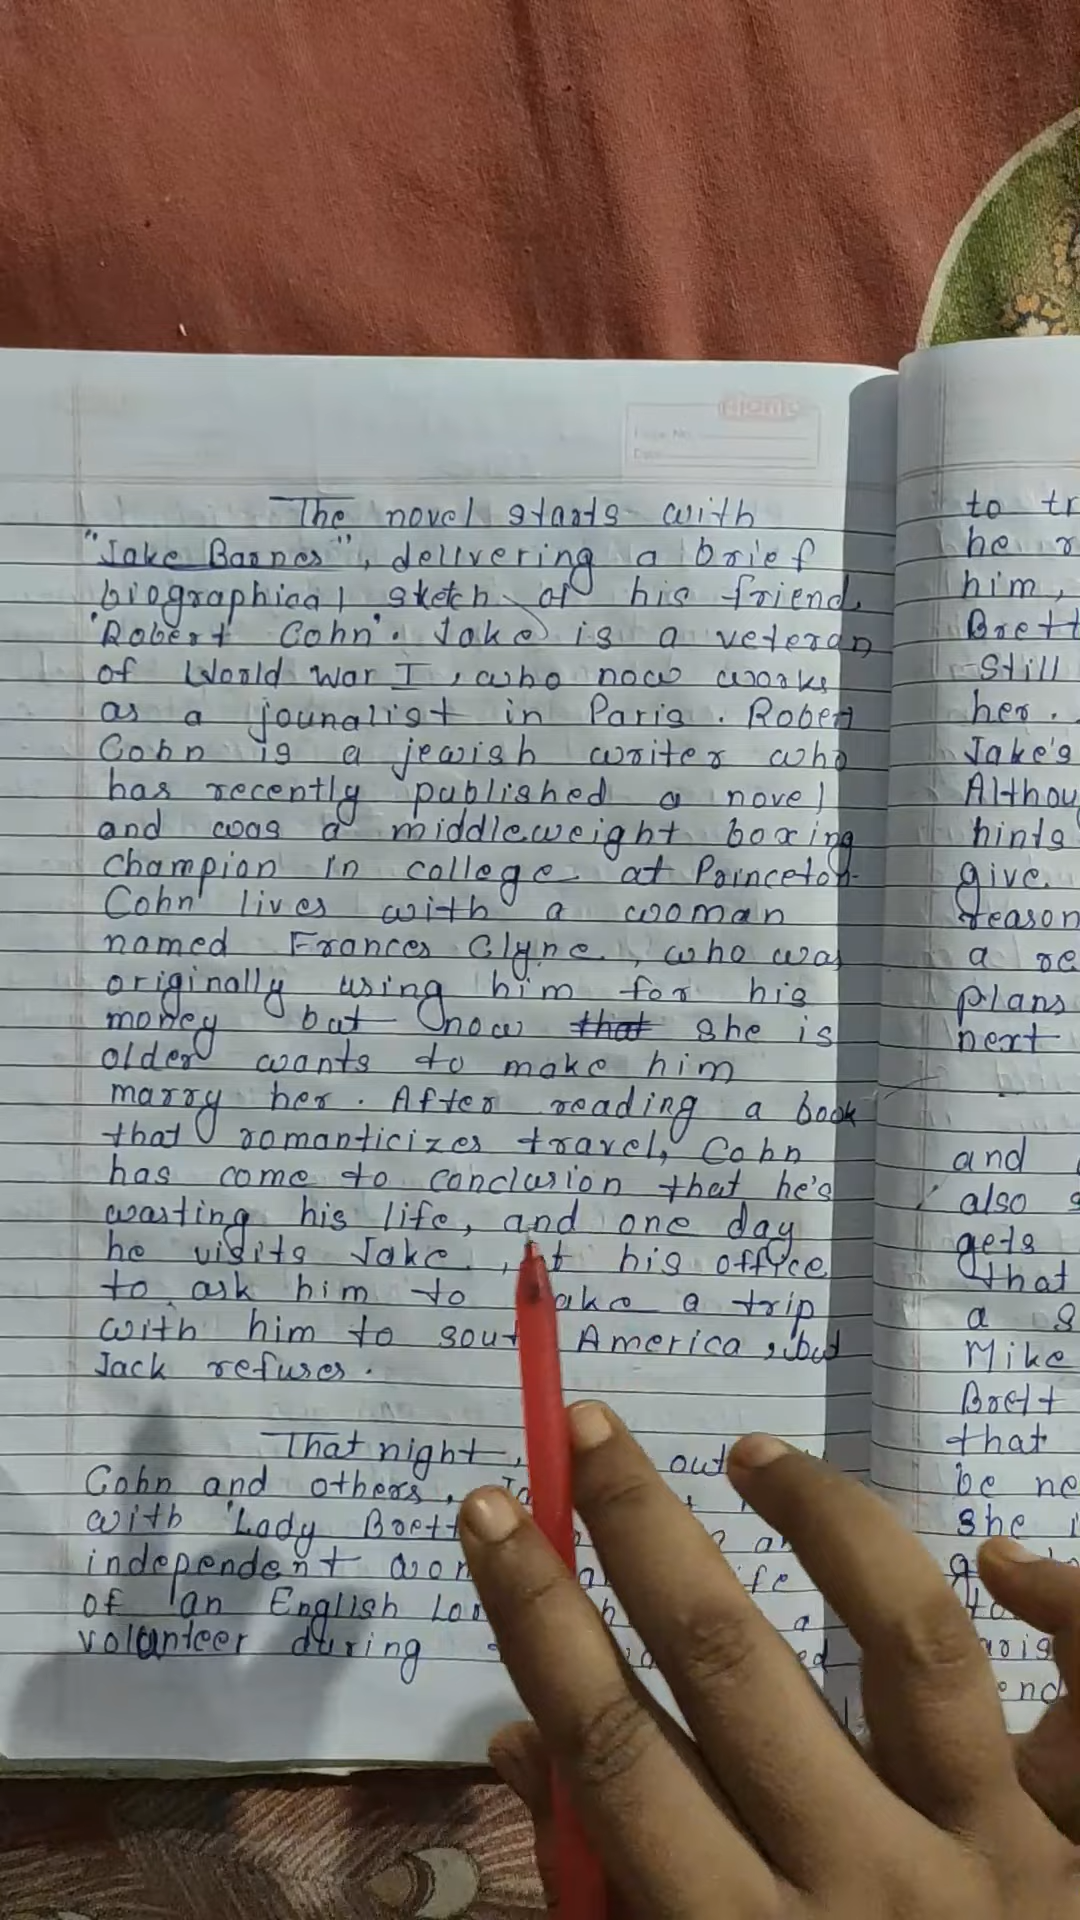 The novel starts with
"Jake Barnes", delivering a brief
biographical sketch of his friend,
'Robert Cohn'. Jake is a veteran
of World War I, who now works
as a jounalist in Paris. Robert
Cohn is a jewish writer who
has recently published a novel
and was a middleweight boxing
champion in college at Princeton.
Cohn lives with a woman
named Frances Clyne, who was
originally using him for his
money but now that she is
older wants to make him
marry her. After reading a book
that romanticizes travel, Cohn
has come to conclusion that he's
wasting his life, and one day
he visits Jake, at his office
to ask him to take a trip
with him to south America, but
Jack refuses.
That night, out
Cohn and others,
with 'Lady Brett
independent
of an English
volunteer during
to
he
him,
Brett
still
her.
Jake's
hints
give
reason
a
plans
next
and
also
gets
that
a
Mike
Brett
that
be
she